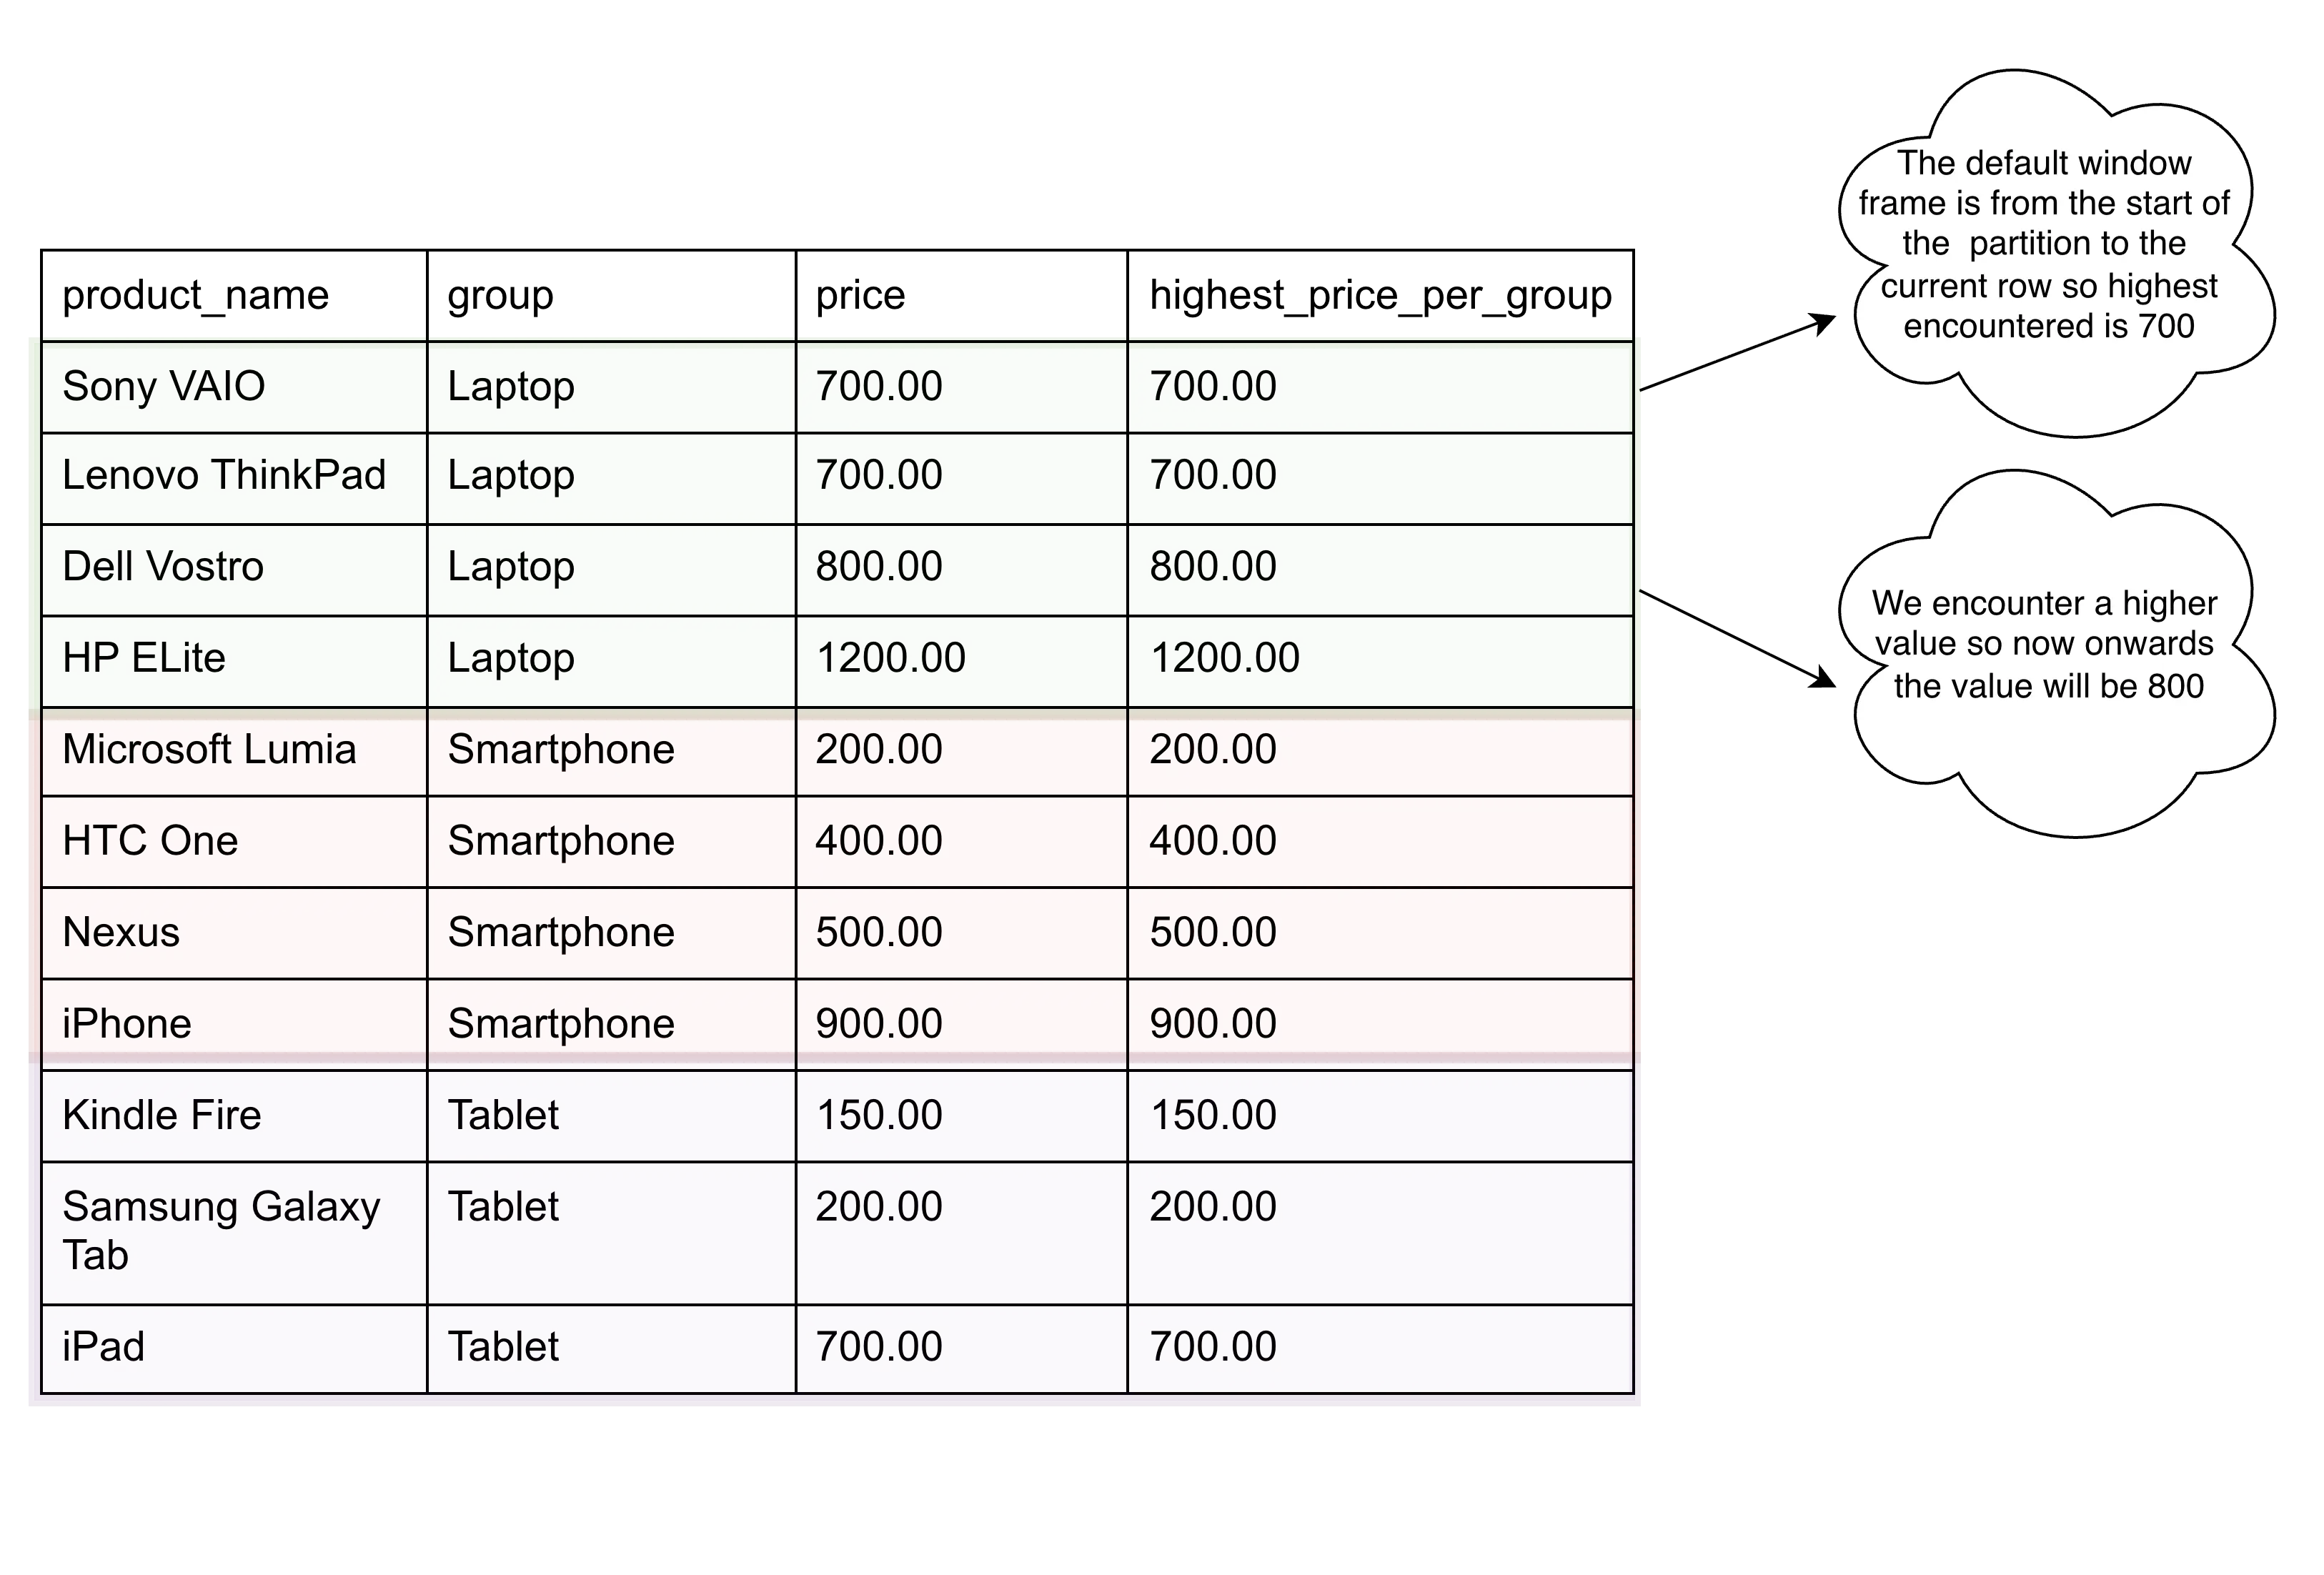 product_name group price highest_price_per_group
Sony VAIO Laptop 700.00 700.00
Lenovo ThinkPad Laptop 700.00 700.00
Dell Vostro Laptop 800.00 800.00
HP ELite Laptop 1200.00 1200.00
Microsoft Lumia Smartphone 200.00 200.00
HTC One Smartphone 400.00 400.00
Nexus Smartphone 500.00 500.00
iPhone Smartphone 900.00 900.00
Kindle Fire Tablet 150.00 150.00
Samsung Galaxy Tablet 200.00 200.00
Tab
iPad Tablet 700.00 700.00
The default window
frame is from the start of
the partition to the
current row so highest
encountered is 700
We encounter a higher
value so now onwards
the value will be 800